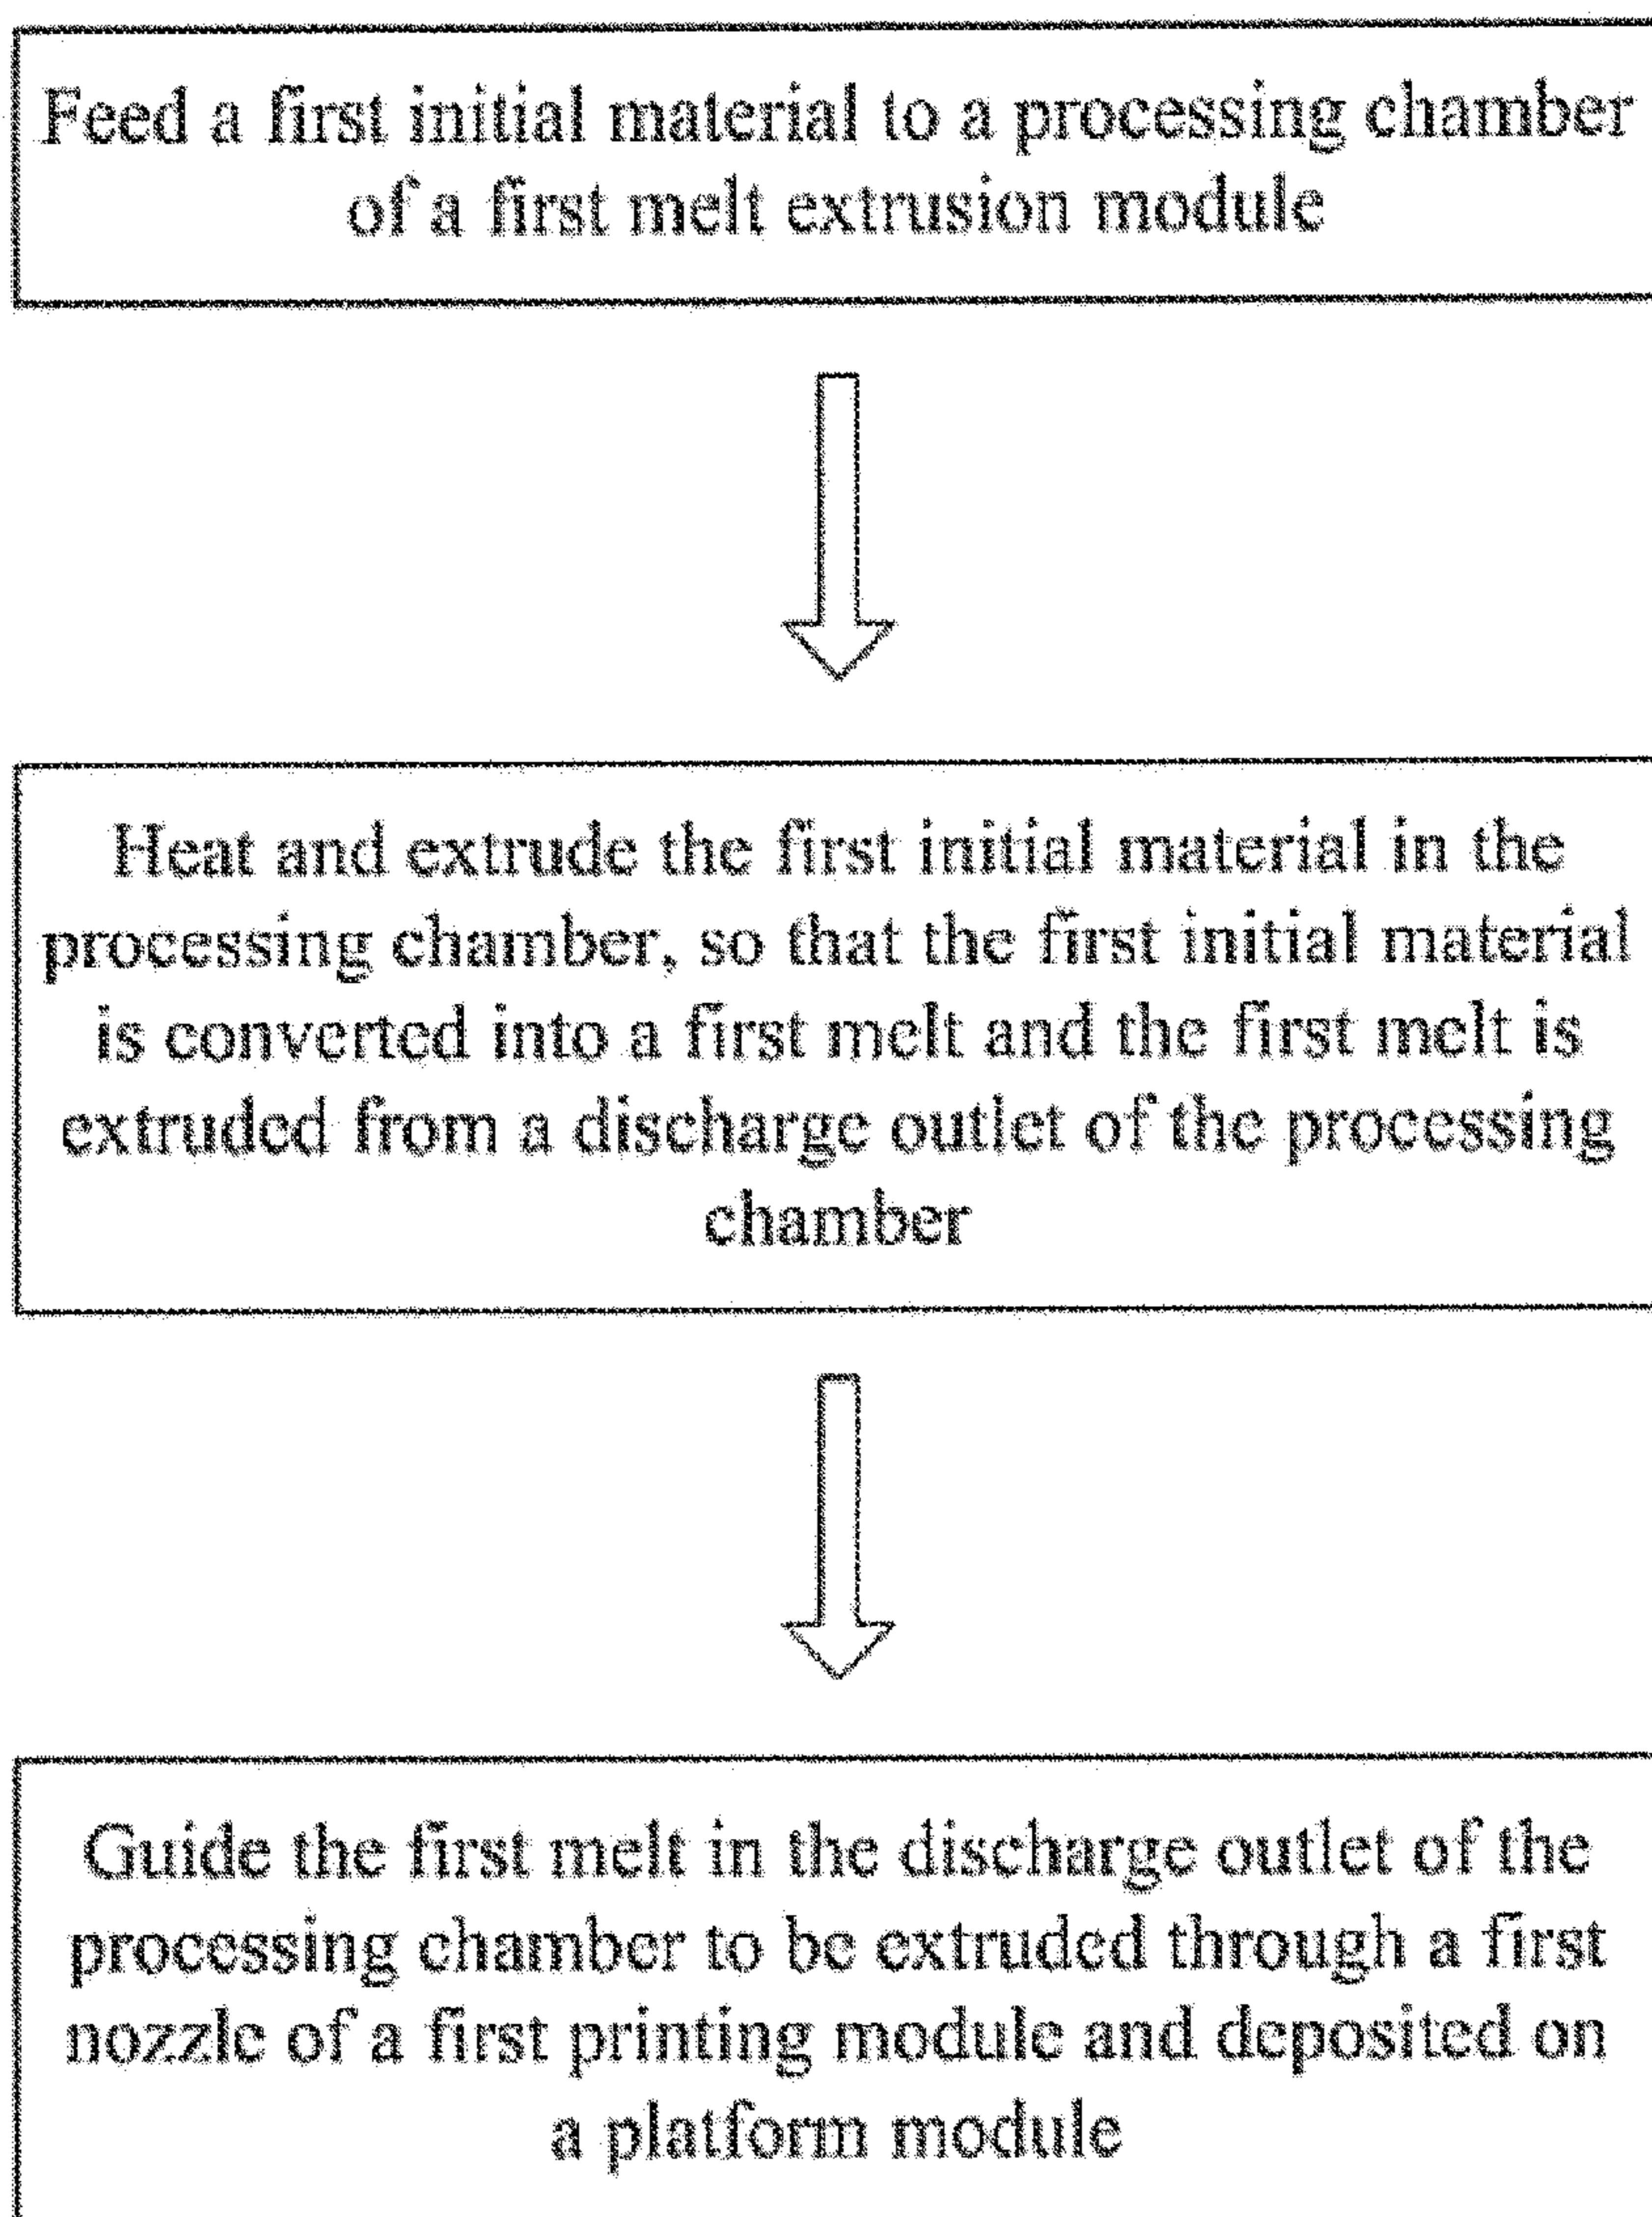 Feed a first initial material to a processing chamber
of a first melt extrusion module
Heat and extrude the first initial material in the
processing chamber, so that the first initial material
is converted into a first melt and the first melt is
extruded from a discharge outlet of the processing
chamber
Guide the first melt in the discharge outlet of the
processing chamber to be extruded through a first
nozzle of a first printing module and deposited on
a platform module